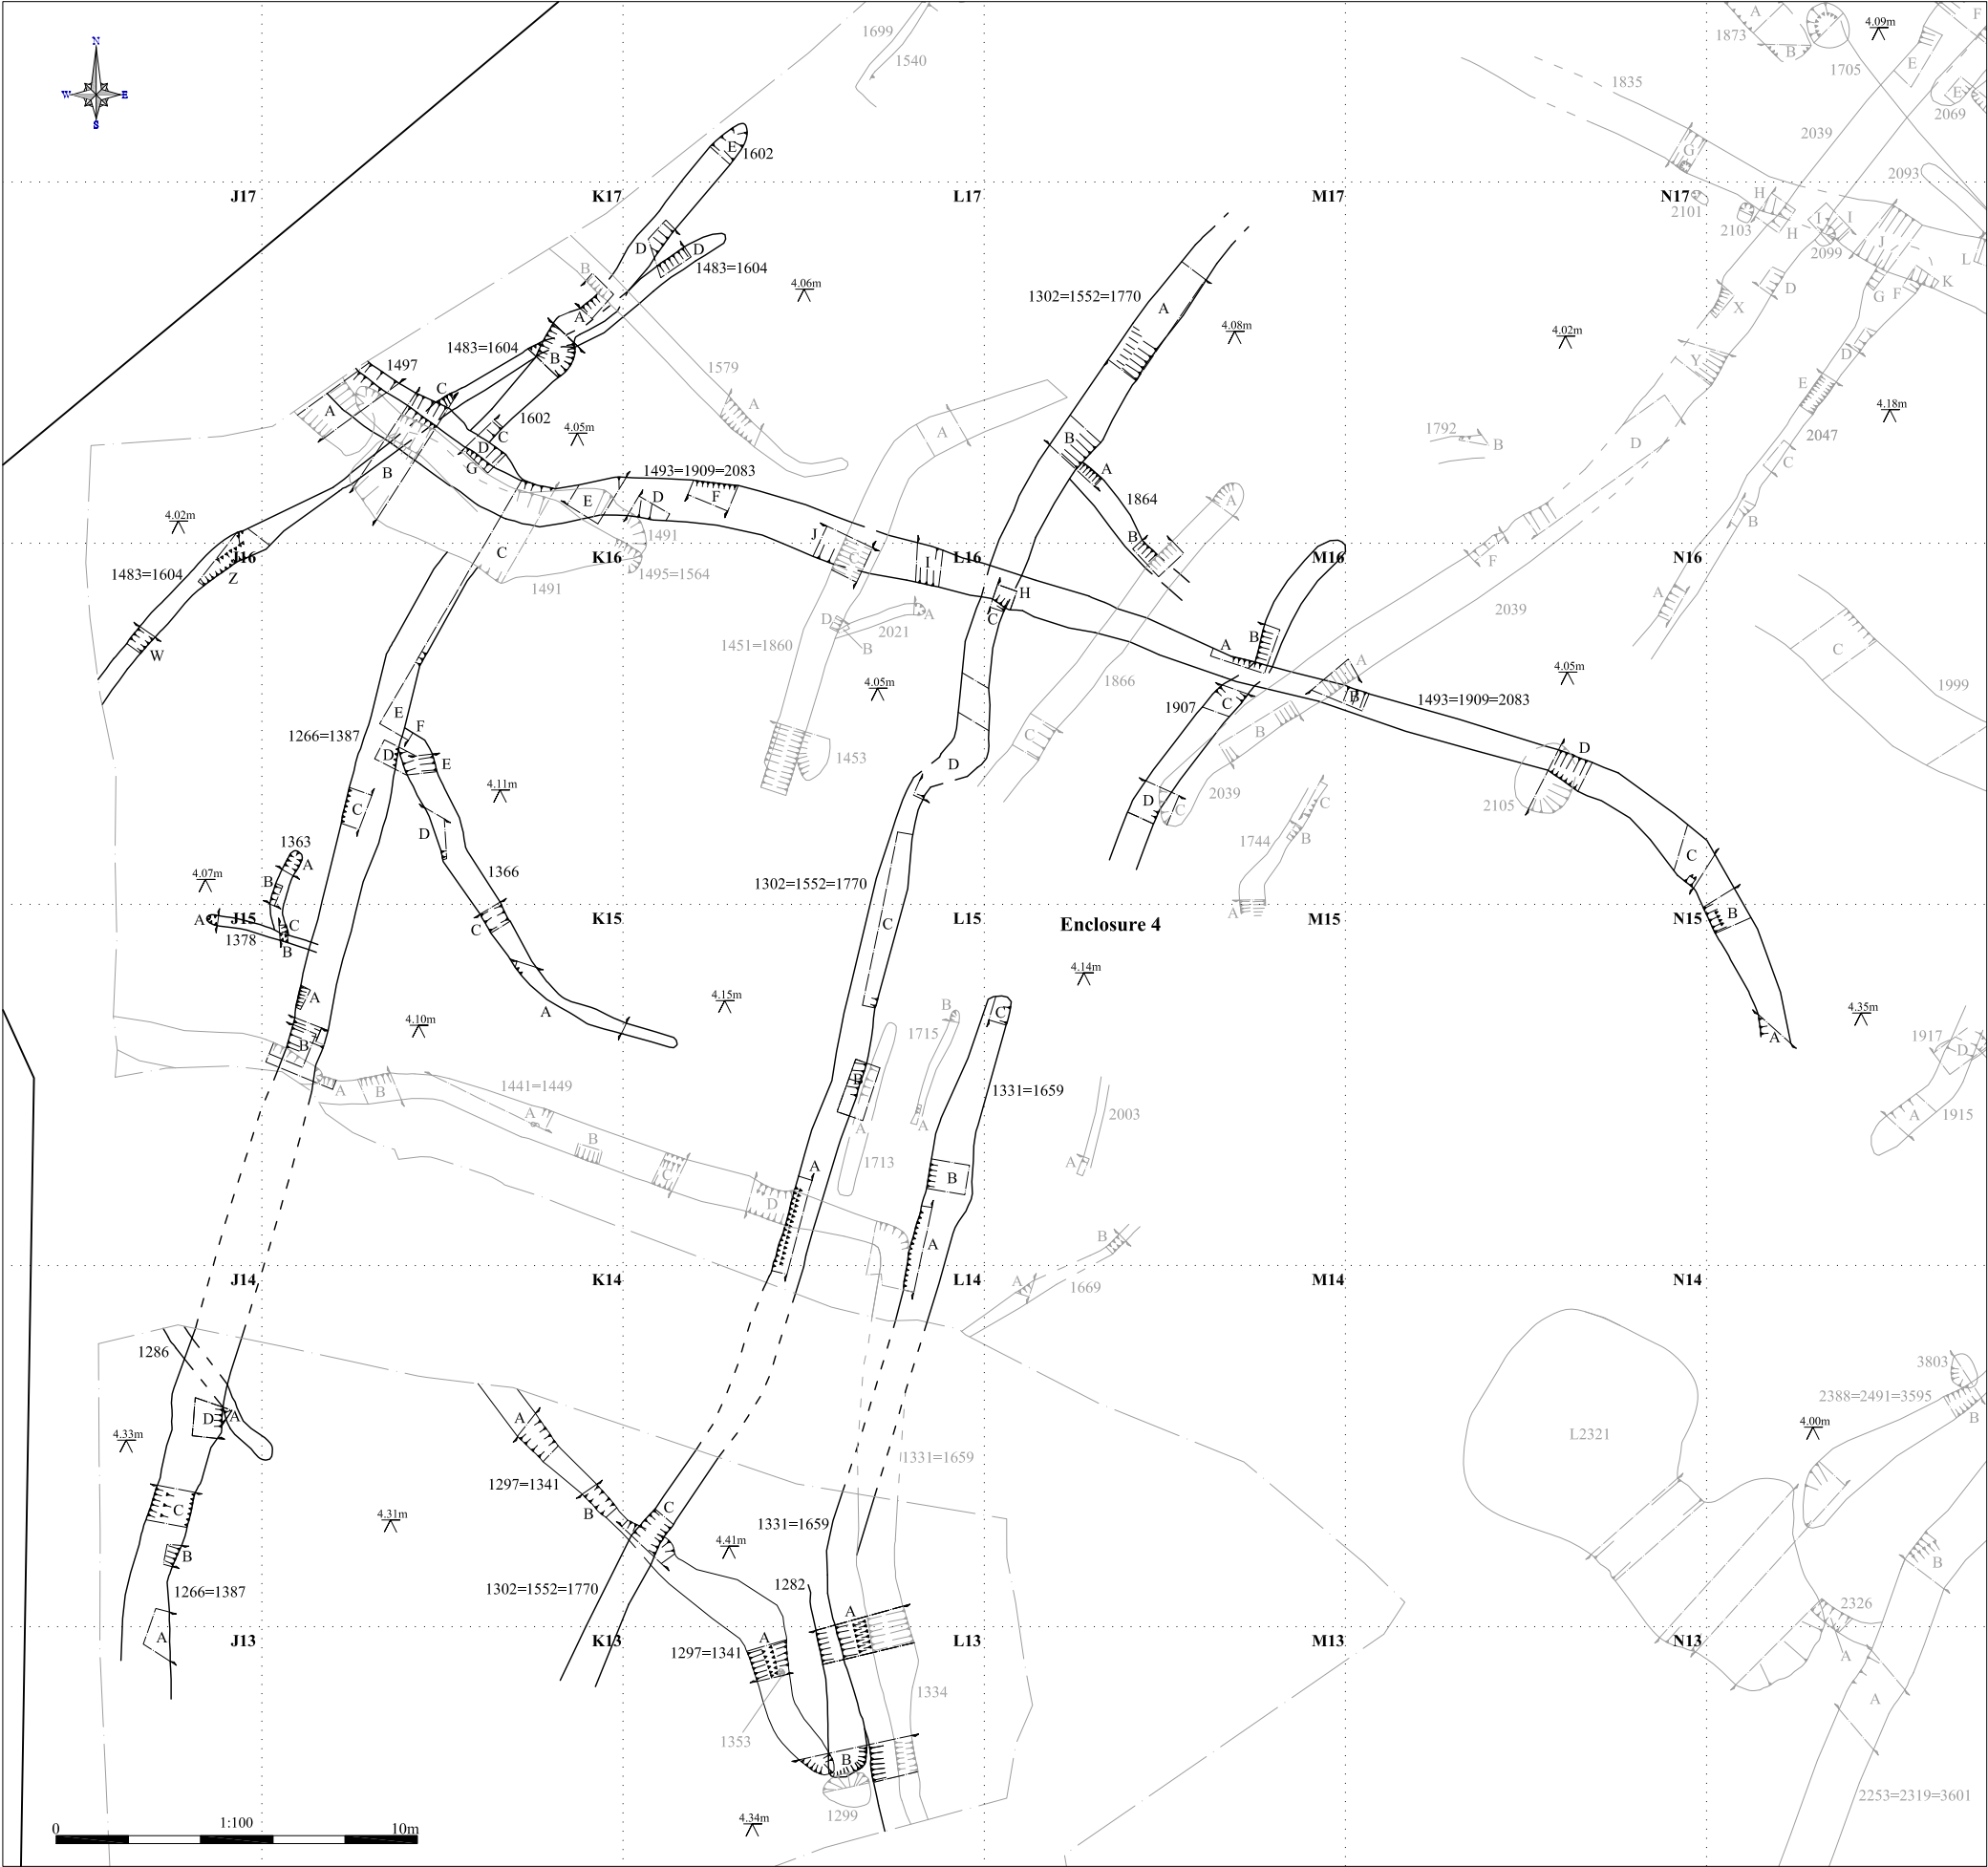 N
W E
S
1699
1540
A
1873
B
1705
4.09m
F
E
1835
E
2069
2039
G
E
1602
2093
J17
K17
L17
M17
N17
2101
H
2103
H
I
I
2099
J
L
D
D
1483=1604
B
4.06m
1302=1552=1770
A
4.08m
4.02m
X
D
G
F
K
A
1483=1604
B
1579
Y
D
1497
A
C
A
A
E
4.18m
1602
C
4.05m
D
G
B
1792
B
D
2047
C
B
A
1864
1493=1909=2083
B
E
D
F
A
B
4.02m
1491
J
C
B
F
J16
K16
L16
M16
N16
1483=1604
Z
C
1491
1495=1564
I
H
C
A
2039
D
A
2021
B
W
1451=1860
A
B
C
1866
4.05m
A
4.05m
B
1493=1909=2083
1999
E
F
1266=1387
D
E
C
1907
C
B
D
1453
D
4.11m
C
D
C
2039
2105
D
C
B
1744
1363
A
B
4.07m
1366
1302=1552=1770
C
A
J15
C
1378
B
C
K15
L15
Enclosure 4
A
M15
N15
B
4.14m
A
4.15m
A
4.10m
B
B
1715
C
4.35m
A
1917
D
A
B
1441=1449
A
B
1331=1659
2003
A
1915
B
A
A
C
A
1713
A
B
D
A
B
J14
K14
L14
A
1669
M14
N14
1286
3803
2388=2491=3595
D
A
A
4.33m
4.00m
B
L2321
1331=1659
1297=1341
C
B
C
4.31m
1331=1659
4.41m
B
B
1266=1387
1302=1552=1770
1282
A
2326
A
J13
K13
1297=1341
A
L13
M13
N13
A
1334
A
1353
B
1299
4.34m
2253=2319=3601
0 1:100 10m